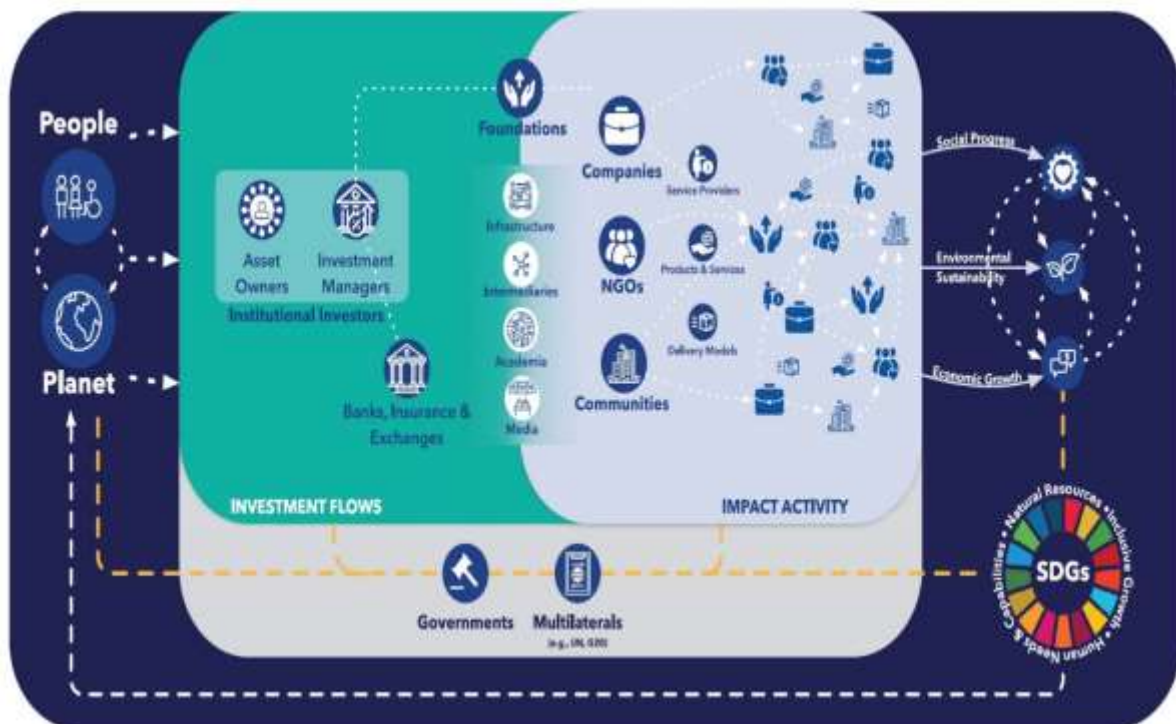 People
Planet
Asset
Owners
Investment
Managers
Institutional Investors
Banks, Insurance &
Exchanges
Foundations
Infrastructure
Intermediaries
Academia
Media
INVESTMENT FLOWS
Companies
NGOs
Communities
Service Providers
Products & Services
Delivery Models
IMPACT ACTIVITY
Governments
Multilaterals
(e.g., UN, G20)
Social Progress
Environmental
Sustainability
Economic Growth
SDGs
Natural Resources • Inclusive Growth • Human Needs & Capabilities •